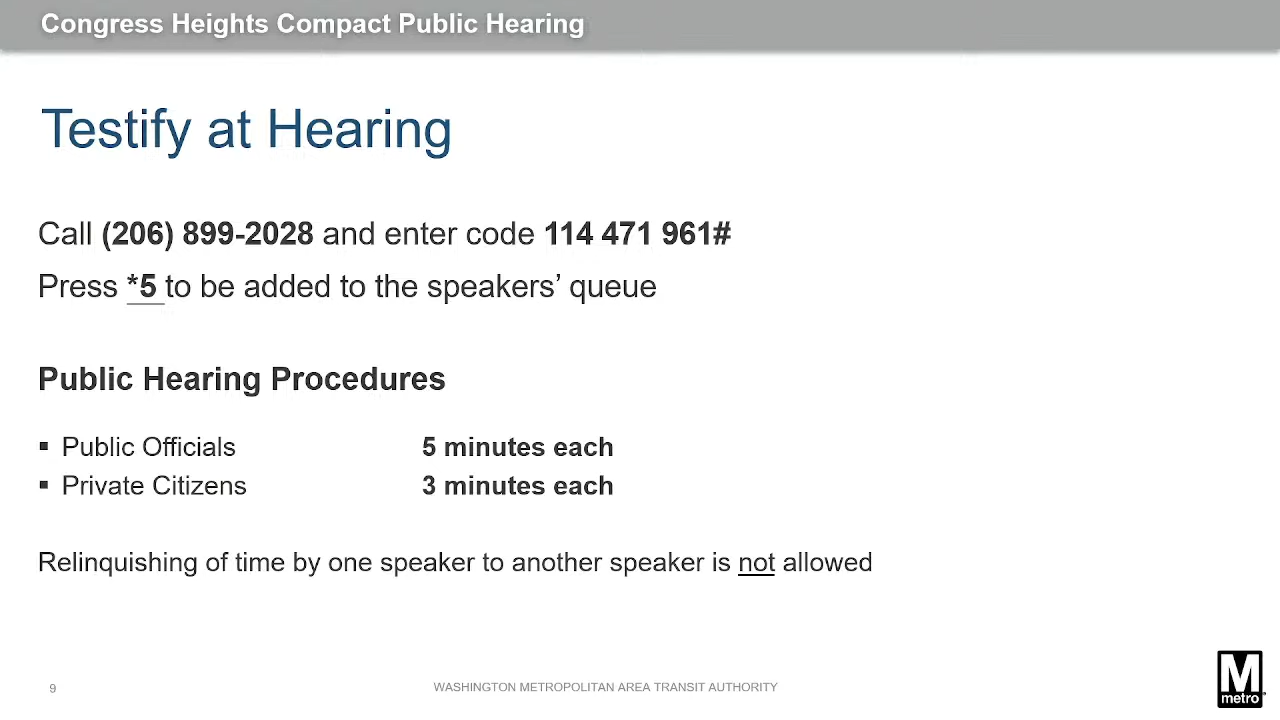 Congress Heights Compact Public Hearing
Testify at Hearing
Call (206) 899-2028 and enter code 114 471 961#
Press *5 to be added to the speakers’ queue
Public Hearing Procedures
▪ Public Officials 5 minutes each
▪ Private Citizens 3 minutes each
Relinquishing of time by one speaker to another speaker is not allowed
9 WASHINGTON METROPOLITAN AREA TRANSIT AUTHORITY
M
metro